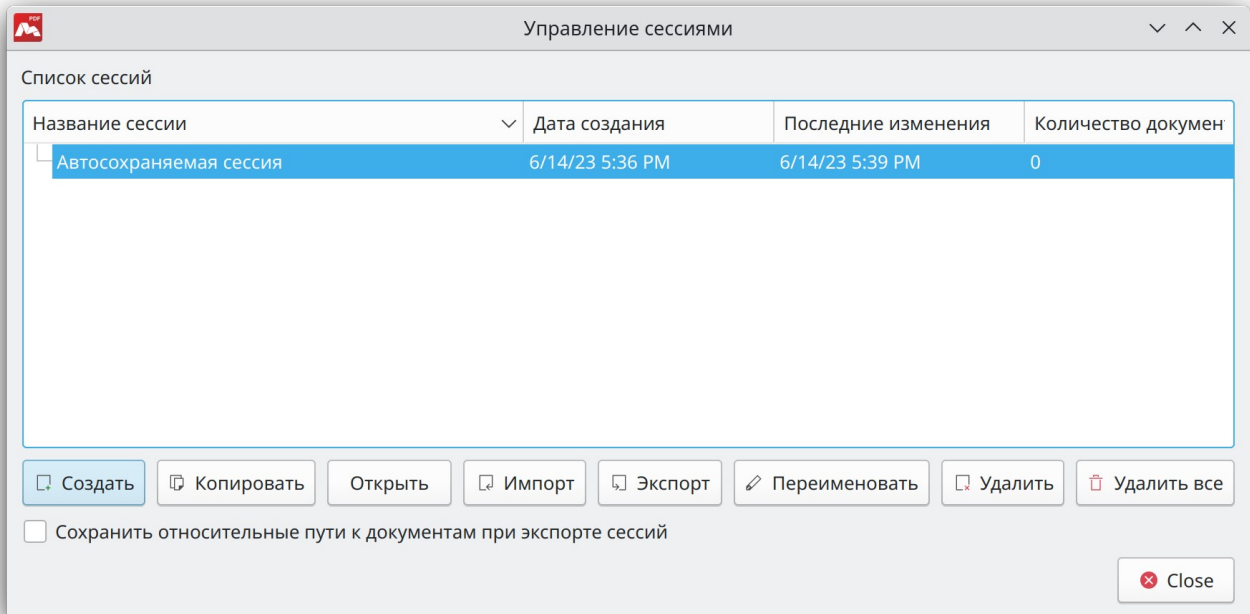 PDF
Управление сессиями
Список сессий
Название сессии Дата создания Последние изменения Количество докумен
Автосохраняемая сессия 6/14/23 5:36 PM 6/14/23 5:39 PM 0
Создать Копировать Открыть Импорт Экспорт Переименовать Удалить Удалить все
Сохранить относительные пути к документам при экспорте сессий
Close